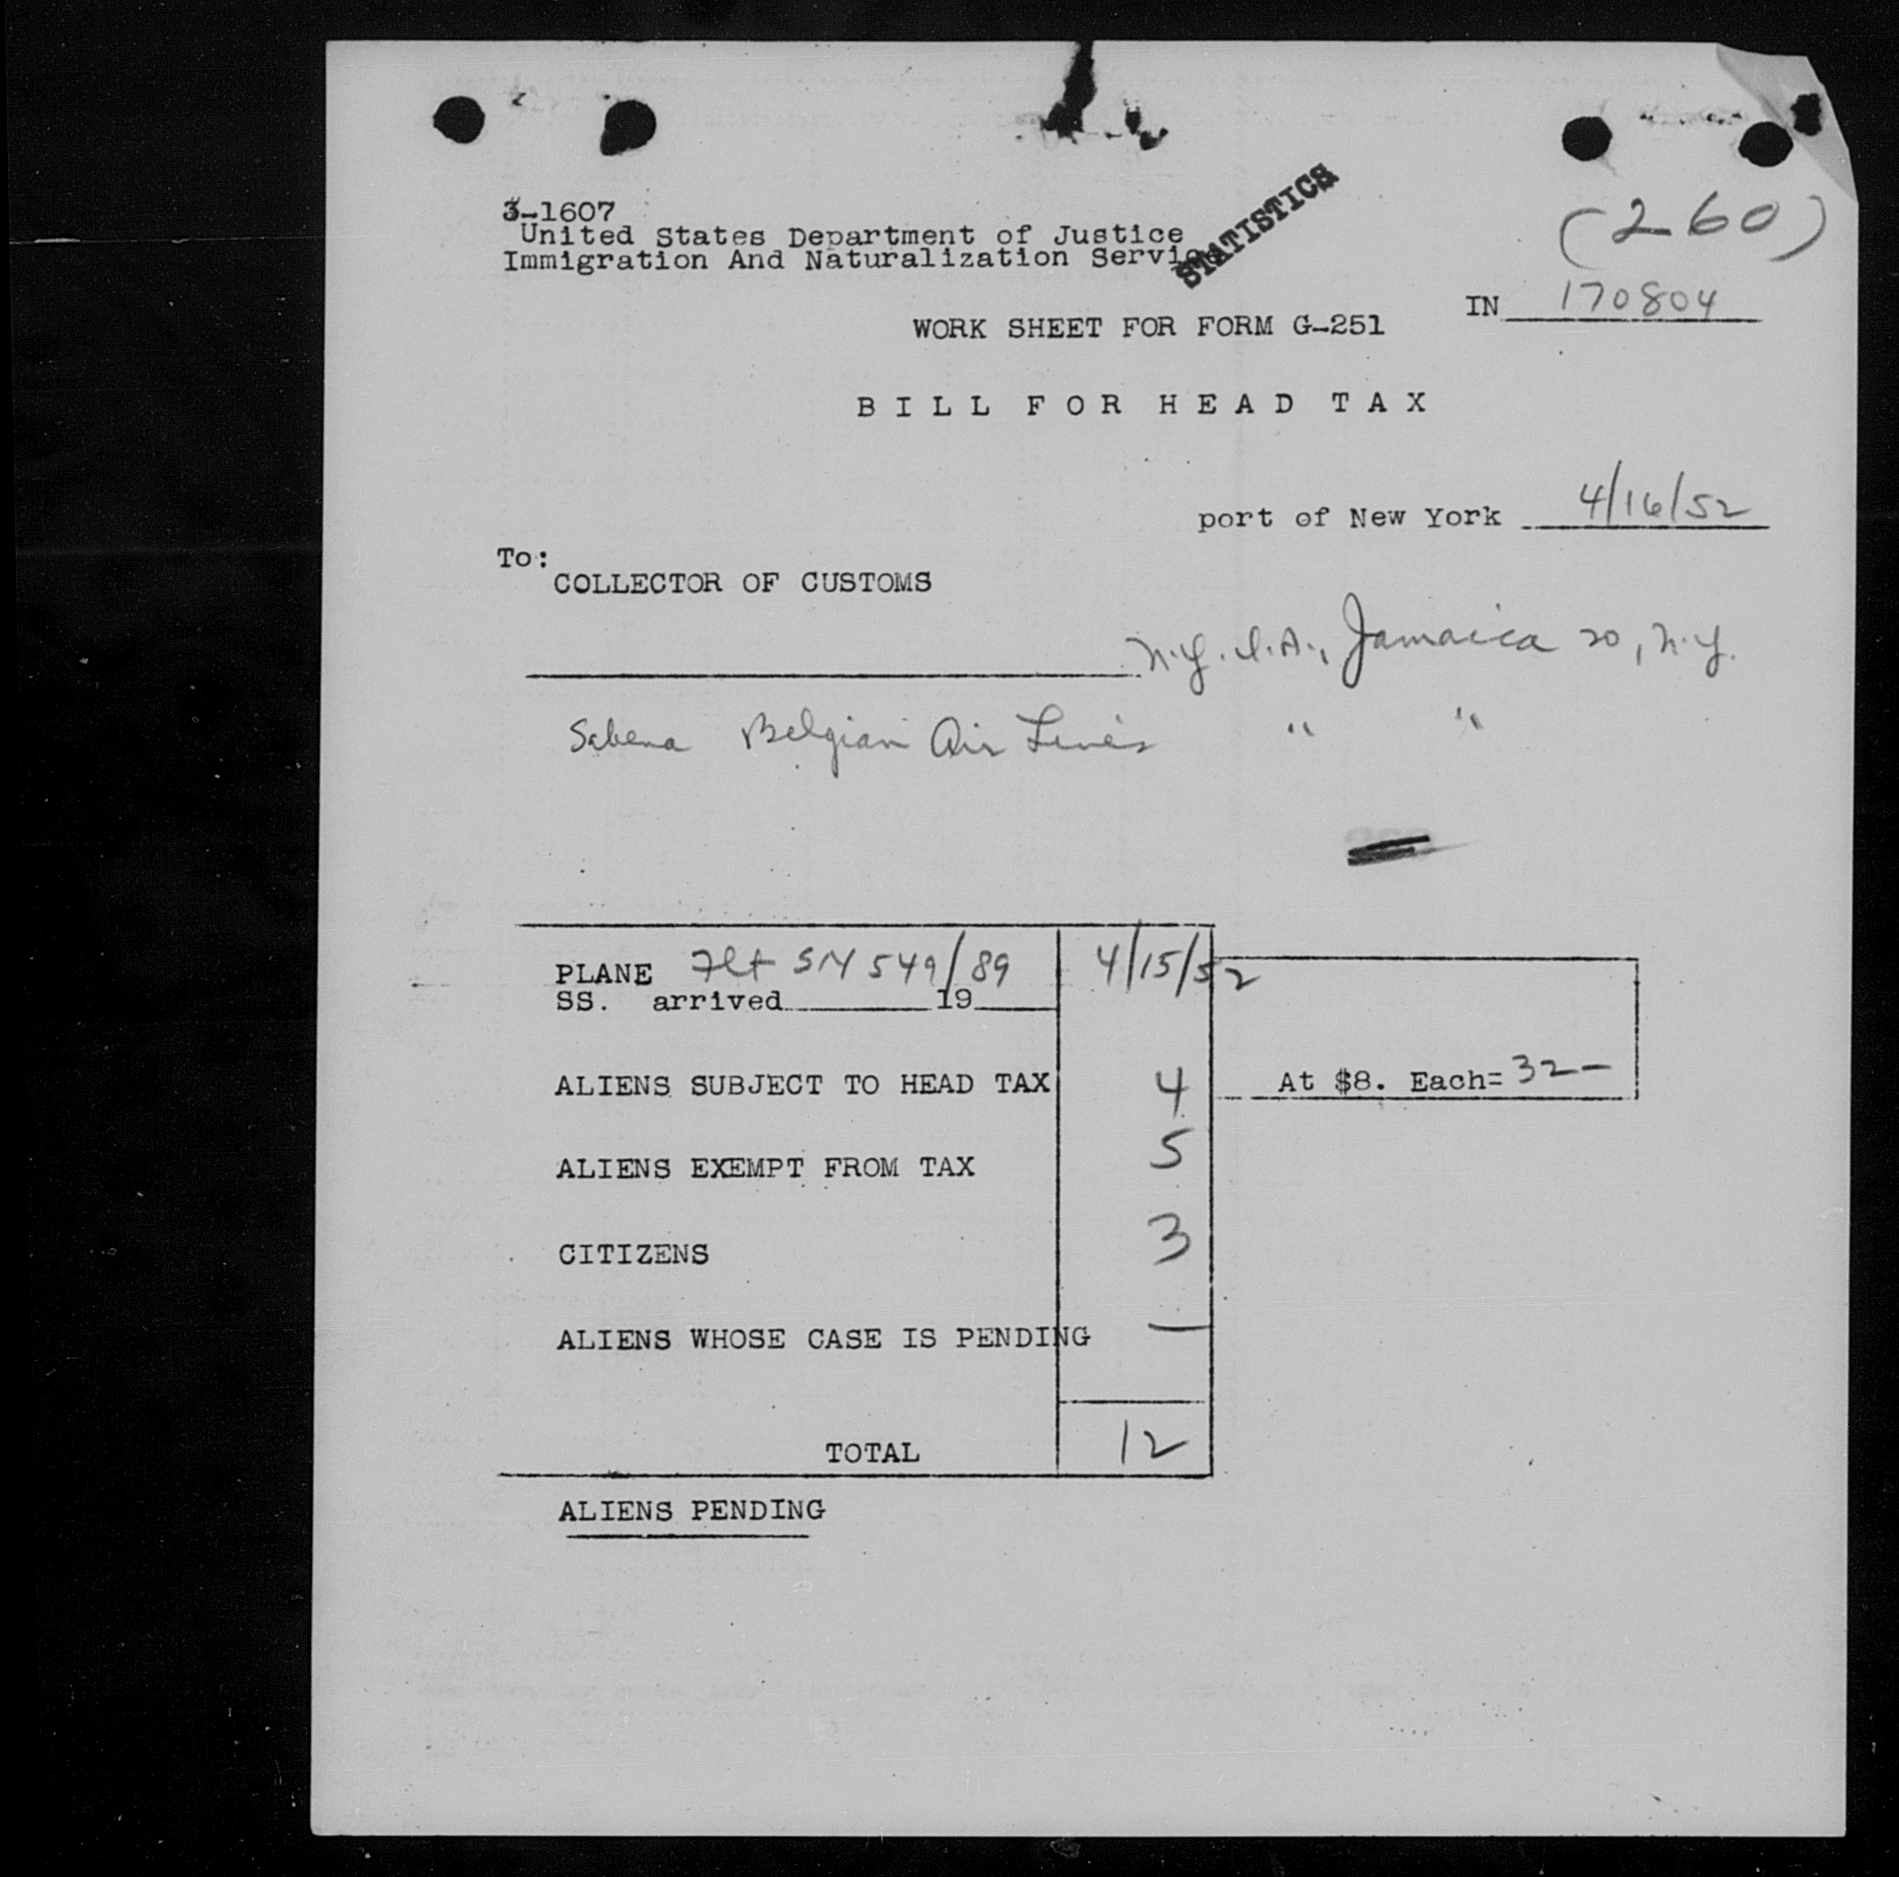 3-1607
United States Department of Justice
Immigration And Naturalization Service
STATISTICS
(260)
IN 170804
WORK SHEET FOR FORM G-251
BILL FOR HEAD TAX
port of New York 4/16/52
To:
COLLECTOR OF CUSTOMS
N.Y.I.A., Jamaica 20, N.Y.
Sabena Belgian Air Lines " "
PLANE Flt SN 549/89 4/15/52
SS. arrived 19
ALIENS SUBJECT TO HEAD TAX 4 At $8. Each= 32-
ALIENS EXEMPT FROM TAX 5
CITIZENS 3
ALIENS WHOSE CASE IS PENDING —
TOTAL 12
ALIENS PENDING